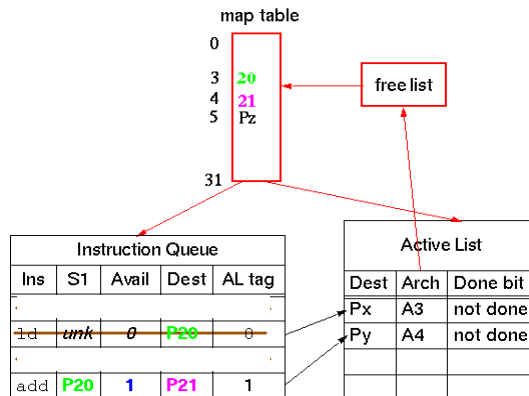 map table
0
3 20
4 21
5 Pz
31
free list
Instruction Queue
Ins S1 Avail Dest AL tag
ld unk 0 P20 0
add P20 1 P21 1
Active List
Dest Arch Done bit
Px A3 not done
Py A4 not done